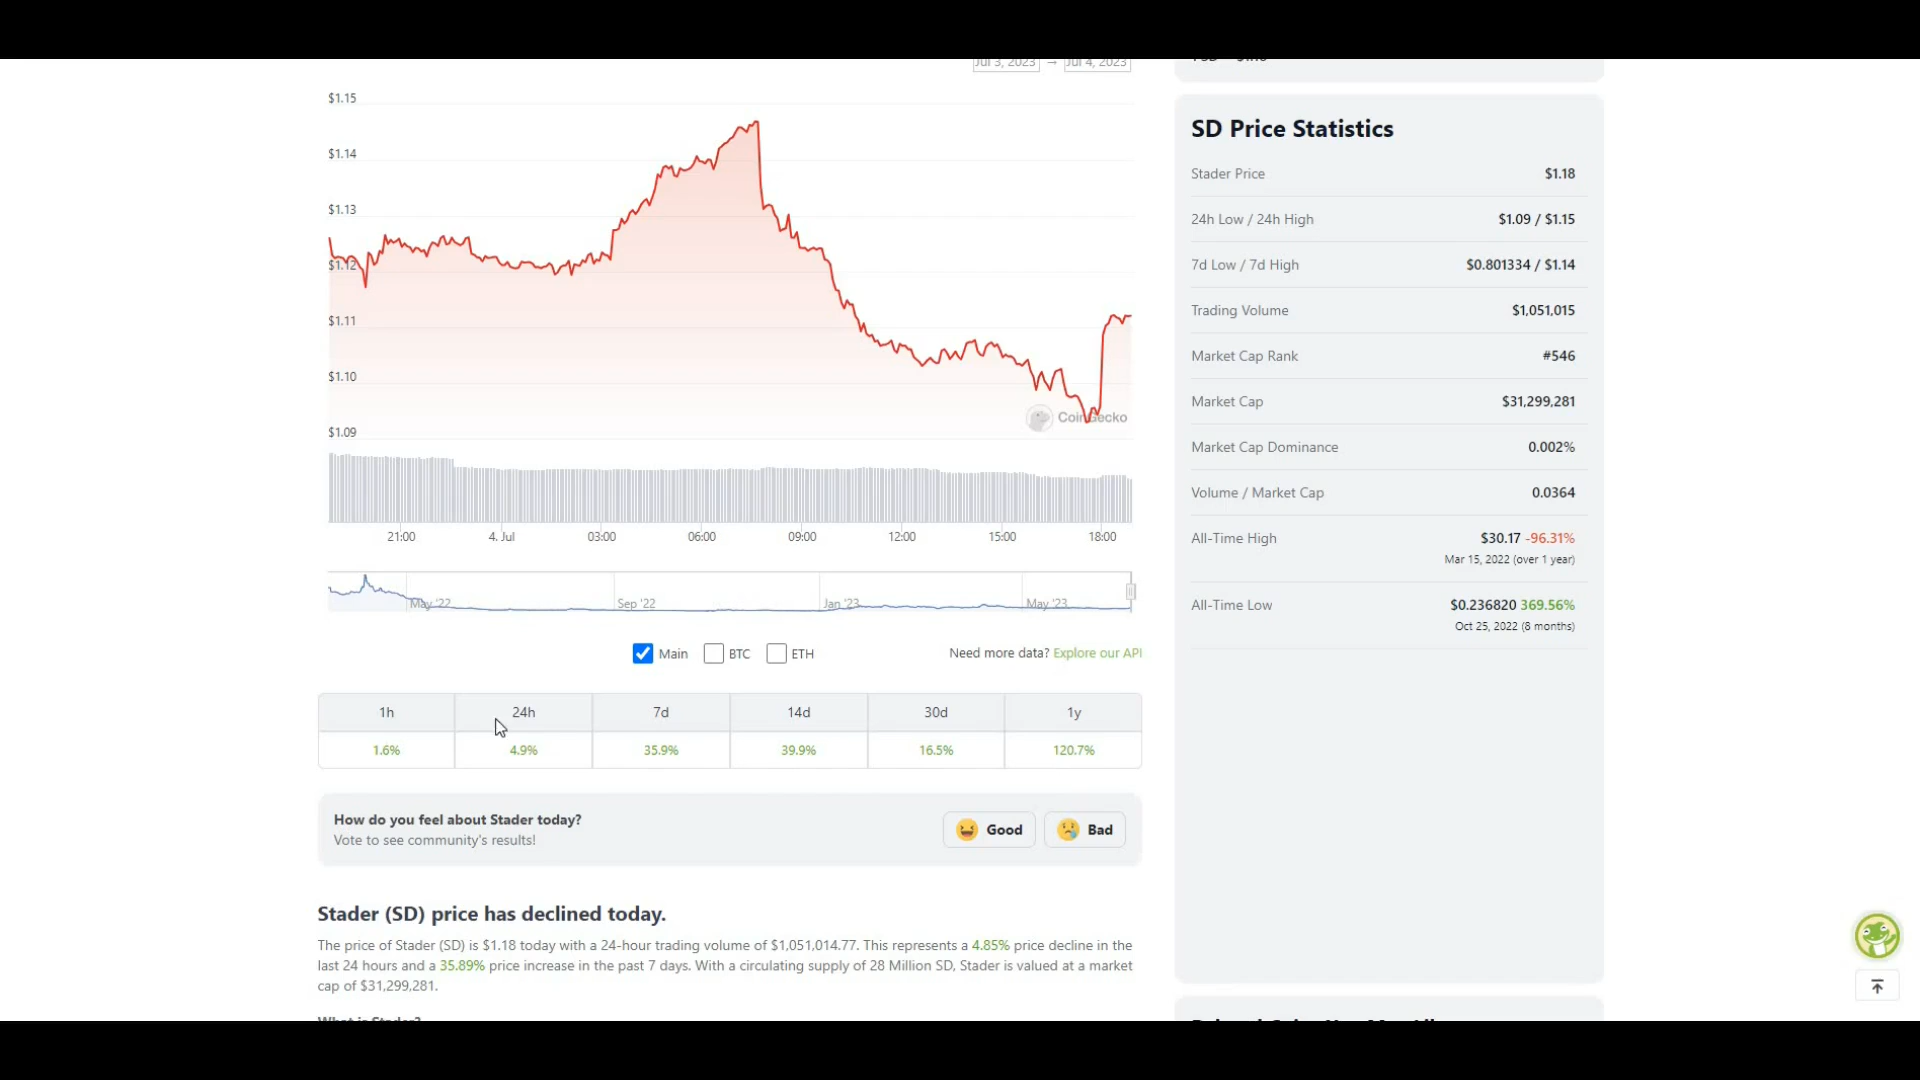 Jul 3, 2023 → Jul 4, 2023
$1.15
$1.14
$1.13
$1.12
$1.11
$1.10
$1.09
CoinGecko
21:00 4. Jul 03:00 06:00 09:00 12:00 15:00 18:00
May '22 Sep '22 Jan '23 May '23
Main BTC ETH Need more data? Explore our API
1h 24h 7d 14d 30d 1y
1.6% 4.9% 35.9% 39.9% 16.5% 120.7%
How do you feel about Stader today?
Vote to see community's results!
Good Bad
Stader (SD) price has declined today.
The price of Stader (SD) is $1.18 today with a 24-hour trading volume of $1,051,014.77. This represents a 4.85% price decline in the
last 24 hours and a 35.89% price increase in the past 7 days. With a circulating supply of 28 Million SD, Stader is valued at a market
cap of $31,299,281.
What is Stader?
SD Price Statistics
Stader Price $1.18
24h Low / 24h High $1.09 / $1.15
7d Low / 7d High $0.801334 / $1.14
Trading Volume $1,051,015
Market Cap Rank #546
Market Cap $31,299,281
Market Cap Dominance 0.002%
Volume / Market Cap 0.0364
All-Time High $30.17 -96.31%
Mar 15, 2022 (over 1 year)
All-Time Low $0.236820 369.56%
Oct 25, 2022 (8 months)